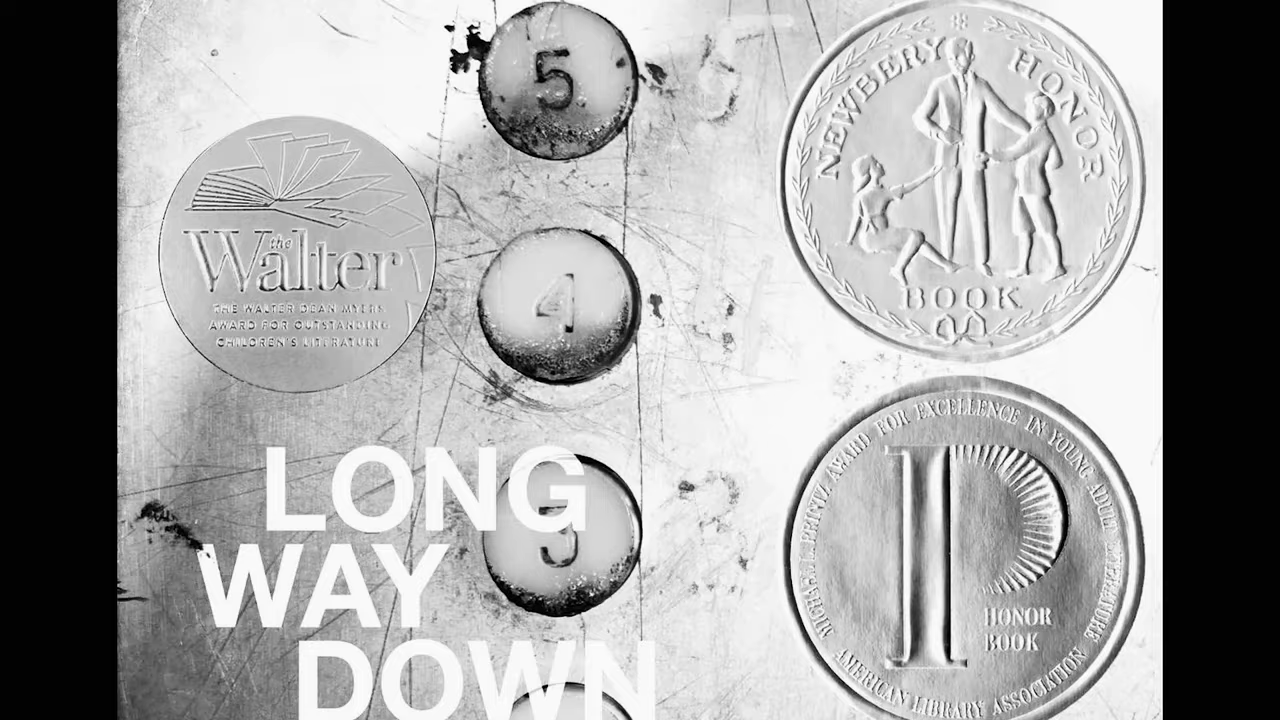 5
4
3
the
Walter
THE WALTER DEAN MYERS
AWARD FOR OUTSTANDING
CHILDREN'S LITERATURE
NEWBERY HONOR
BOOK
LONG
WAY
DOWN
MICHAEL L. PRINTZ AWARD FOR EXCELLENCE IN YOUNG ADULT LITERATURE
HONOR
BOOK
AMERICAN LIBRARY ASSOCIATION